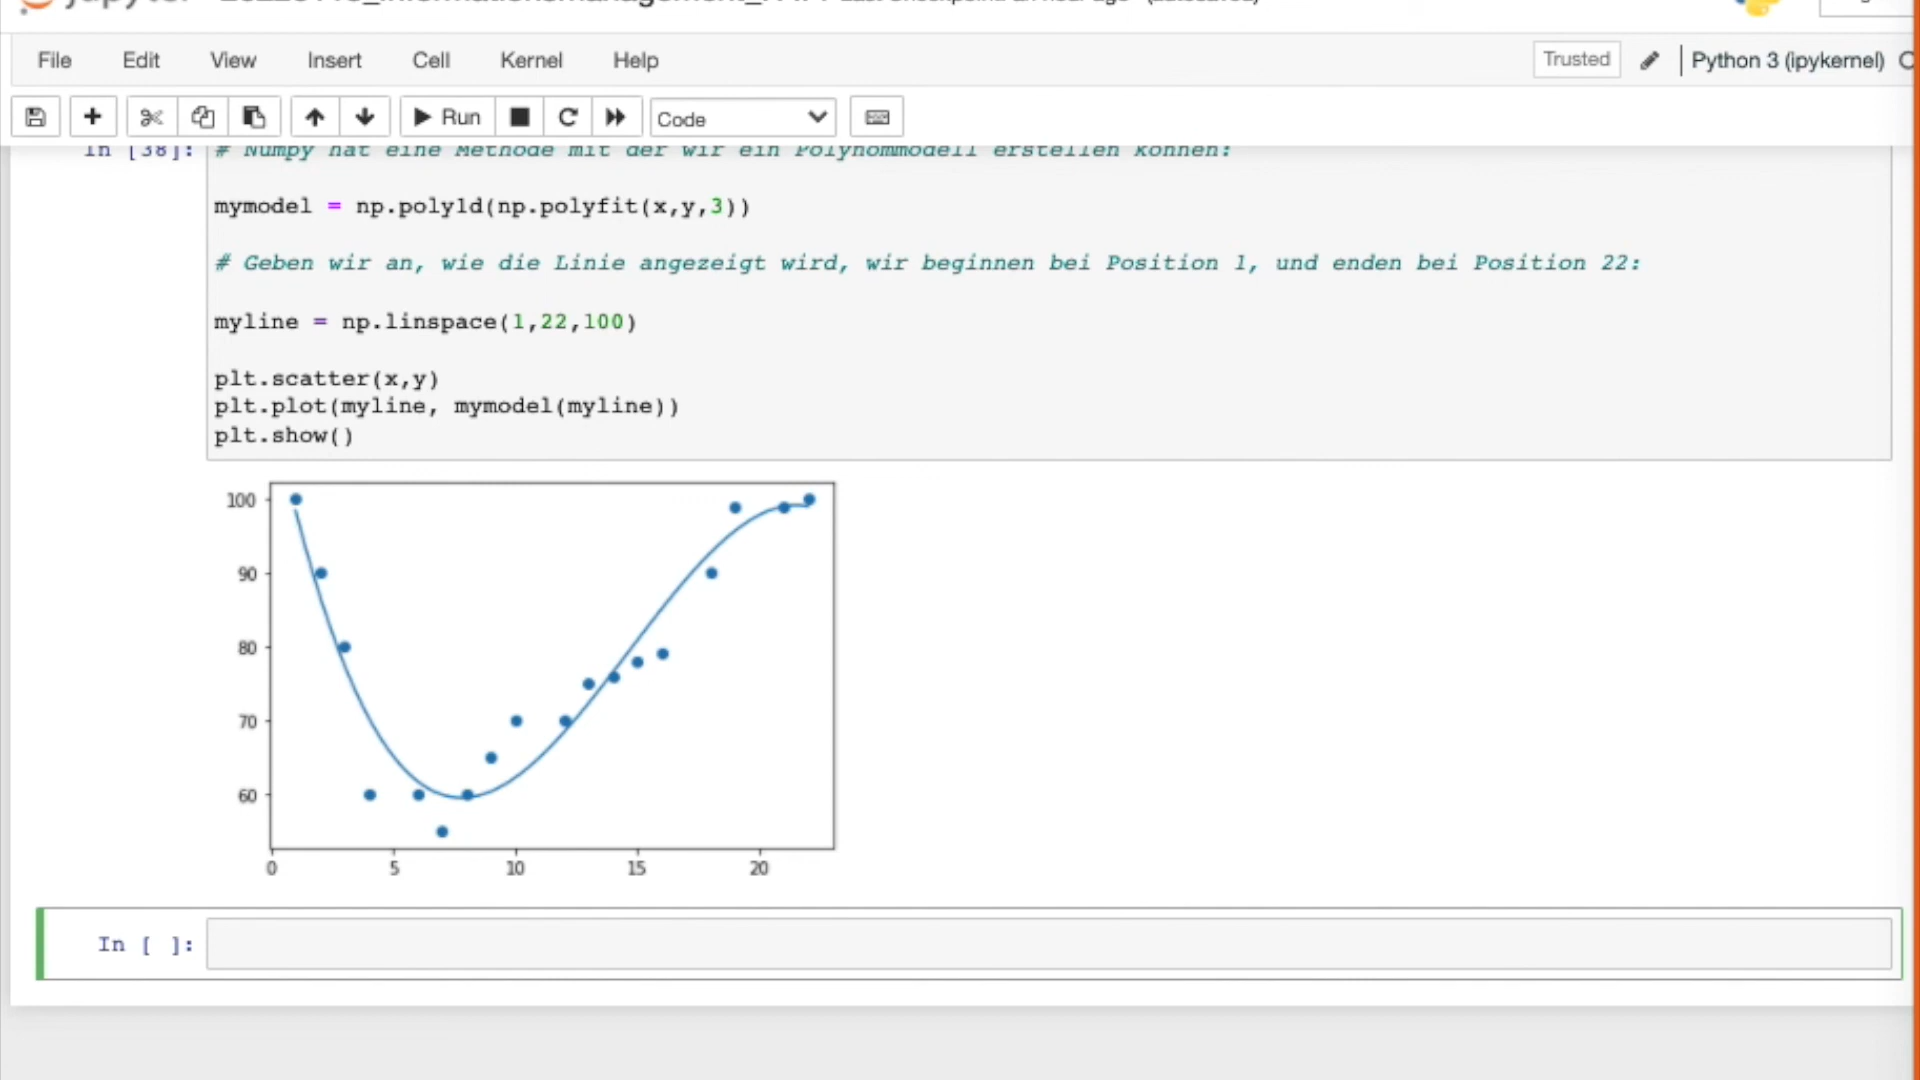 File Edit View Insert Cell Kernel Help Trusted Python 3 (ipykernel)
Run Code
In [38]: # Numpy hat eine Methode mit der wir ein Polynommodell erstellen können:
mymodel = np.poly1d(np.polyfit(x,y,3))
# Geben wir an, wie die Linie angezeigt wird, wir beginnen bei Position 1, und enden bei Position 22:
myline = np.linspace(1,22,100)
plt.scatter(x,y)
plt.plot(myline, mymodel(myline))
plt.show()
100
90
80
70
60
0 5 10 15 20
In [ ]: